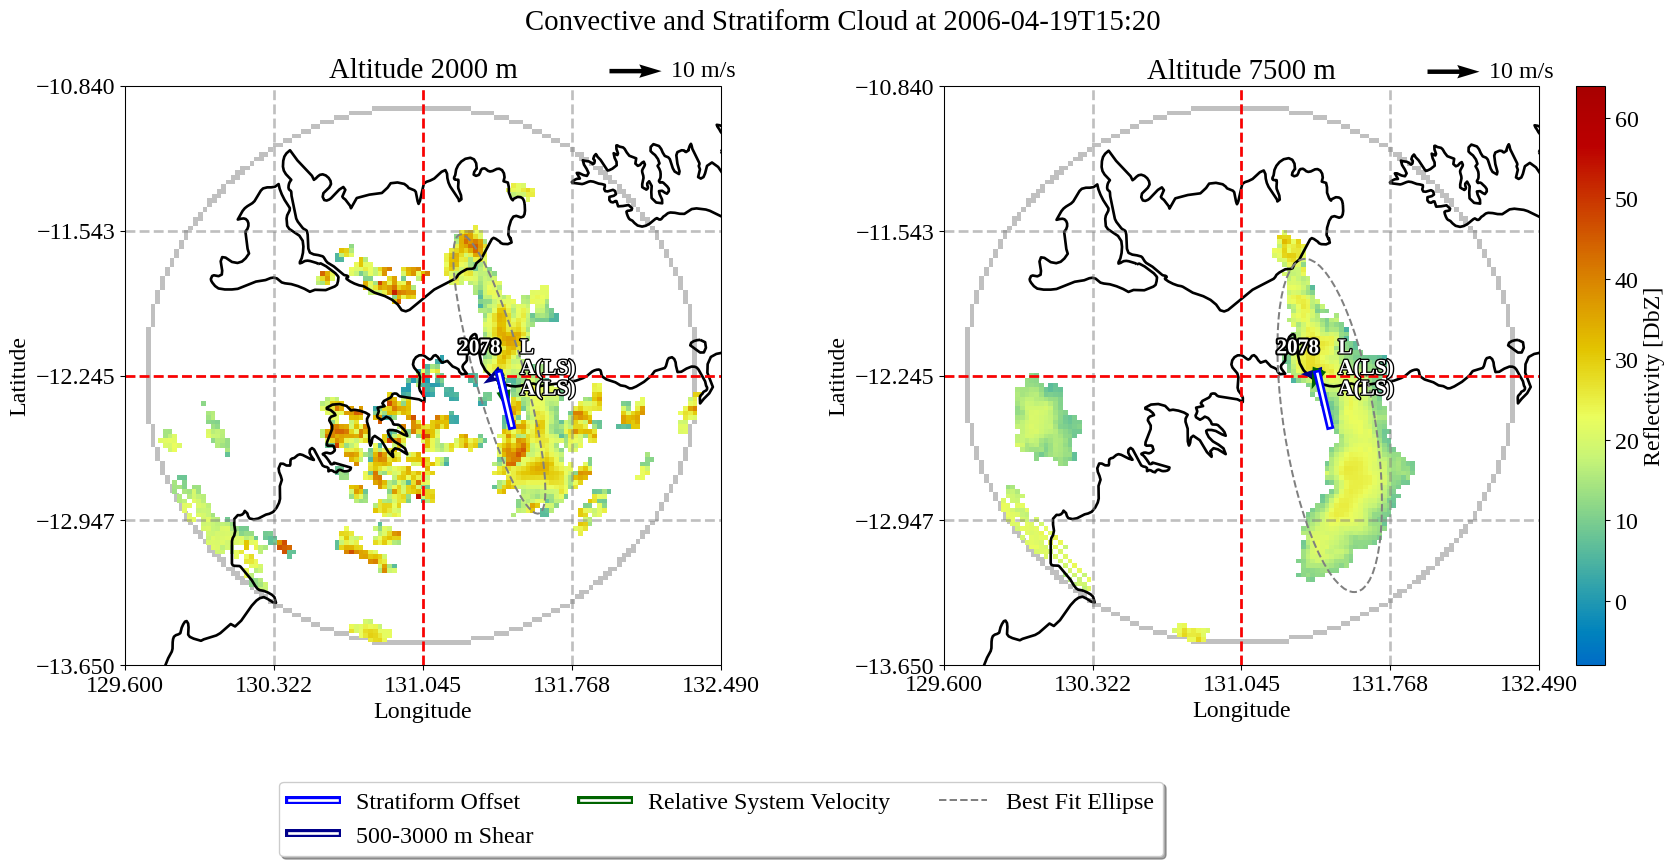 Convective and Stratiform Cloud at 2006-04-19T15:20
Altitude 2000 m
10 m/s
Altitude 7500 m
10 m/s
−10.840
−11.543
−12.245
−12.947
−13.650
Latitude
2078
L
A(LS)
A(LS)
129.600
130.322
131.045
131.768
132.490
Longitude
−10.840
−11.543
−12.245
−12.947
−13.650
Latitude
2078
L
A(LS)
A(LS)
129.600
130.322
131.045
131.768
132.490
Longitude
60
50
40
30
20
10
0
Reflectivity [DbZ]
Stratiform Offset
500-3000 m Shear
Relative System Velocity
Best Fit Ellipse